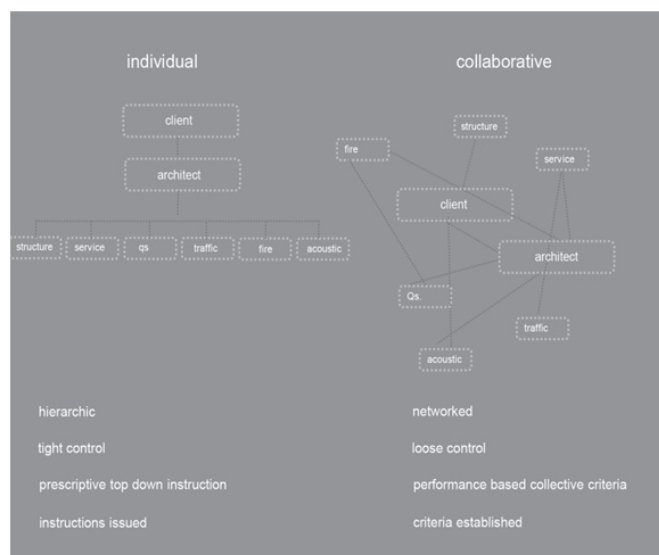 individual
client
architect
structure service qs traffic fire acoustic
hierarchic
tight control
prescriptive top down instruction
instructions issued
collaborative
structure
fire
service
client
architect
Qs.
traffic
acoustic
networked
loose control
performance based collective criteria
criteria established